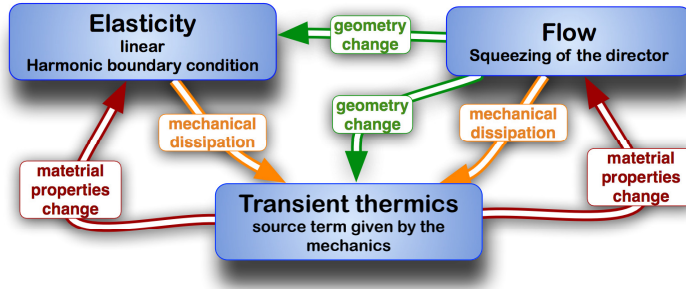 Elasticity
linear
Harmonic boundary condition
geometry
change
Flow
Squeezing of the director
mechanical
dissipation
geometry
change
mechanical
dissipation
matetrial
properties
change
matetrial
properties
change
Transient thermics
source term given by the
mechanics